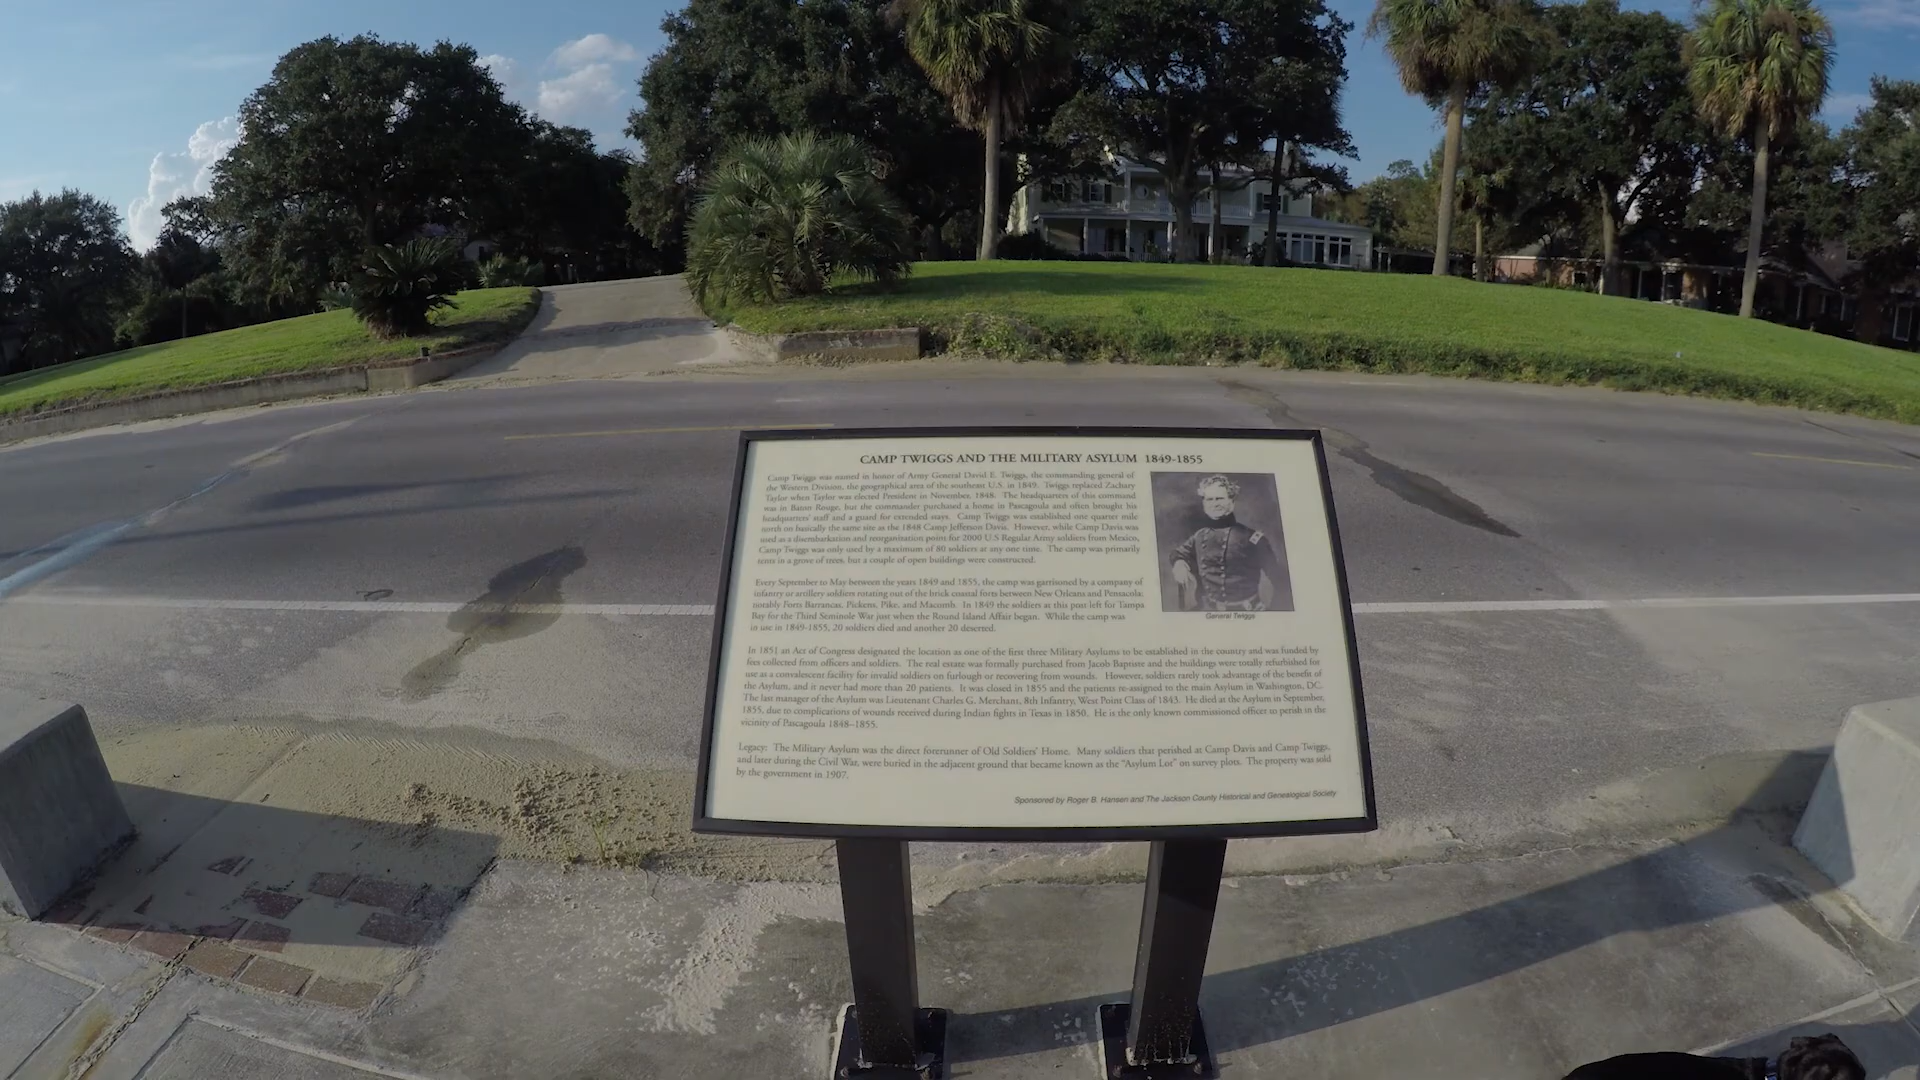 CAMP TWIGGS AND THE MILITARY ASYLUM 1849-1855
Camp Twiggs was named in honor of Army General David E. Twiggs, the commanding general of
the Western Division, the geographical area of the southeast U.S. in 1849. Twiggs replaced Zachary
Taylor when Taylor was elected President in November, 1848. The headquarters of this command
was in Baton Rouge, but the commander purchased a home in Pascagoula and often brought his
headquarters' staff and a guard for extended stays. Camp Twiggs was established one quarter mile
north on basically the same site as the 1848 Camp Jefferson Davis. However, while Camp Davis was
used as a disembarkation and reorganization point for 2000 U.S Regular Army soldiers from Mexico,
Camp Twiggs was only used by a maximum of 80 soldiers at any one time. The camp was primarily
tents in a grove of trees, but a couple of open buildings were constructed.
Every September to May between the years 1849 and 1855, the camp was garrisoned by a company of
infantry or artillery soldiers rotating out of the brick coastal forts between New Orleans and Pensacola:
notably Forts Barrancas, Pickens, Pike, and Macomb. In 1849 the soldiers at this post left for Tampa
Bay for the Third Seminole War just when the Round Island Affair began. While the camp was
in use in 1849-1855, 20 soldiers died and another 20 deserted.
General Twiggs
In 1851 an Act of Congress designated the location as one of the first three Military Asylums to be established in the country and was funded by
fees collected from officers and soldiers. The real estate was formally purchased from Jacob Baptiste and the buildings were totally refurbished for
use as a convalescent facility for invalid soldiers on furlough or recovering from wounds. However, soldiers rarely took advantage of the benefit of
the Asylum, and it never had more than 20 patients. It was closed in 1855 and the patients re-assigned to the main Asylum in Washington, DC.
The last manager of the Asylum was Lieutenant Charles G. Merchant, 8th Infantry, West Point Class of 1843. He died at the Asylum in September,
1855, due to complications of wounds received during Indian fights in Texas in 1850. He is the only known commissioned officer to perish in the
vicinity of Pascagoula 1848-1855.
Legacy: The Military Asylum was the direct forerunner of Old Soldiers' Home. Many soldiers that perished at Camp Davis and Camp Twiggs,
and later during the Civil War, were buried in the adjacent ground that became known as the "Asylum Lot" on survey plots. The property was sold
by the government in 1907.
Sponsored by Roger B. Hansen and The Jackson County Historical and Genealogical Society